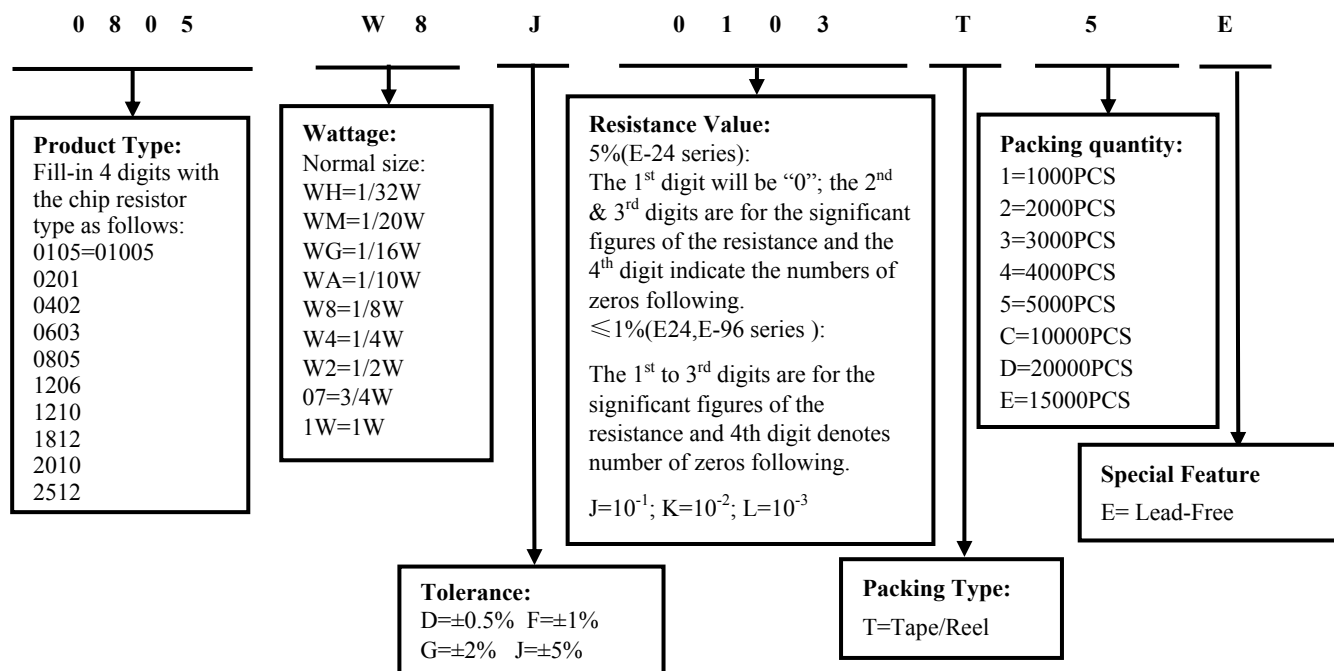 0 8 0 5 W 8 J 0 1 0 3 T 5 E
Product Type:
Fill-in 4 digits with
the chip resistor
type as follows:
0105=01005
0201
0402
0603
0805
1206
1210
1812
2010
2512
Wattage:
Normal size:
WH=1/32W
WM=1/20W
WG=1/16W
WA=1/10W
W8=1/8W
W4=1/4W
W2=1/2W
07=3/4W
1W=1W
Tolerance:
D=±0.5% F=±1%
G=±2% J=±5%
Resistance Value:
5%(E-24 series):
The 1st digit will be “0”; the 2nd
& 3rd digits are for the significant
figures of the resistance and the
4th digit indicate the numbers of
zeros following.
≤1%(E24,E-96 series ):
The 1st to 3rd digits are for the
significant figures of the
resistance and 4th digit denotes
number of zeros following.
J=10-1; K=10-2; L=10-3
Packing Type:
T=Tape/Reel
Packing quantity:
1=1000PCS
2=2000PCS
3=3000PCS
4=4000PCS
5=5000PCS
C=10000PCS
D=20000PCS
E=15000PCS
Special Feature
E= Lead-Free